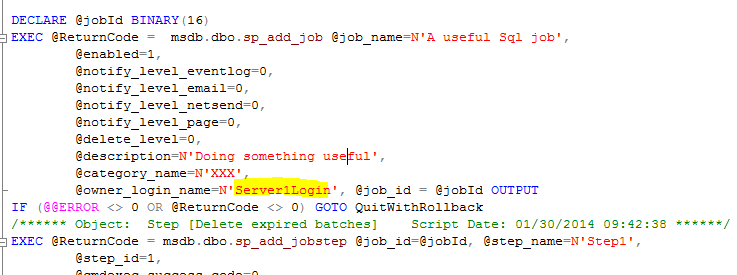 DECLARE @jobId BINARY(16)
EXEC @ReturnCode =  msdb.dbo.sp_add_job @job_name=N'A useful Sql job',
@enabled=1,
@notify_level_eventlog=0,
@notify_level_email=0,
@notify_level_netsend=0,
@notify_level_page=0,
@delete_level=0,
@description=N'Doing something useful',
@category_name=N'XXX',
@owner_login_name=N'Server1Login', @job_id = @jobId OUTPUT
IF (@@ERROR <> 0 OR @ReturnCode <> 0) GOTO QuitWithRollback
/****** Object:  Step [Delete expired batches]    Script Date: 01/30/2014 09:42:38 ******/
EXEC @ReturnCode = msdb.dbo.sp_add_jobstep @job_id=@jobId, @step_name=N'Step1',
@step_id=1,
@cmdexec_success_code=0,